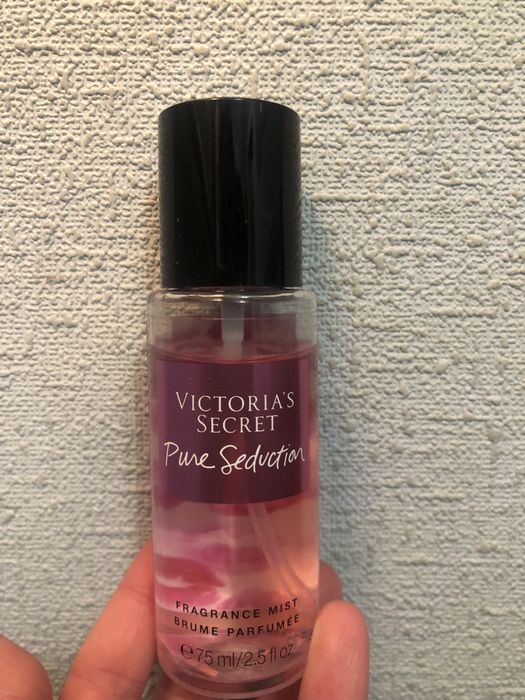 VICTORIA'S
SECRET
Pure Seduction
FRAGRANCE MIST
BRUME PARFUMÉE
℮ 75 ml/2.5 fl oz